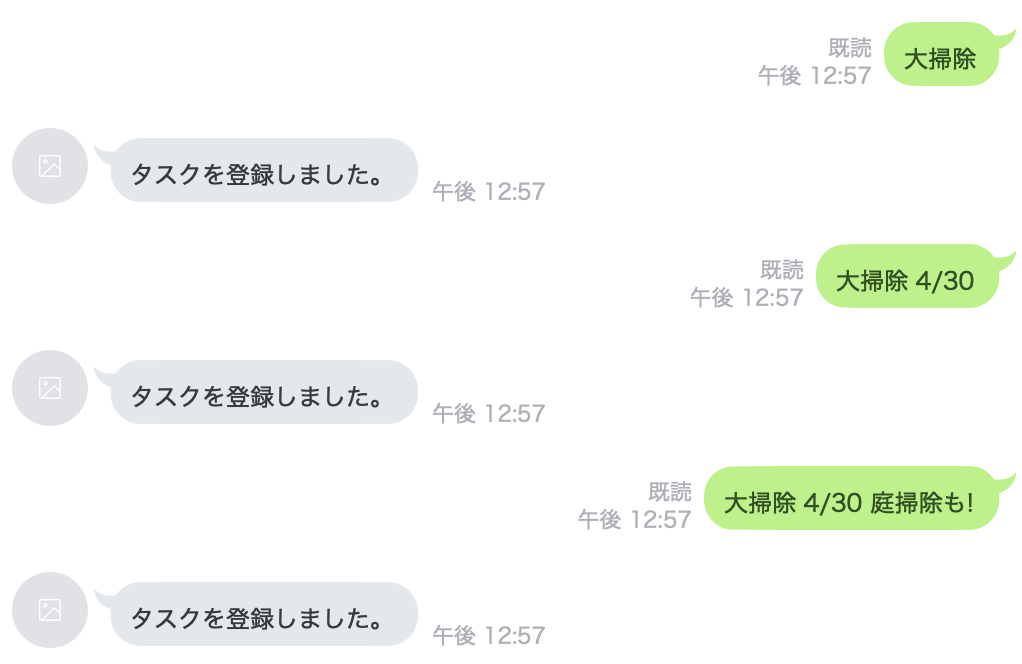 既読
午後 12:57
大掃除
タスクを登録しました。
午後 12:57
既読
午後 12:57
大掃除 4/30
タスクを登録しました。
午後 12:57
既読
午後 12:57
大掃除 4/30 庭掃除も!
タスクを登録しました。
午後 12:57